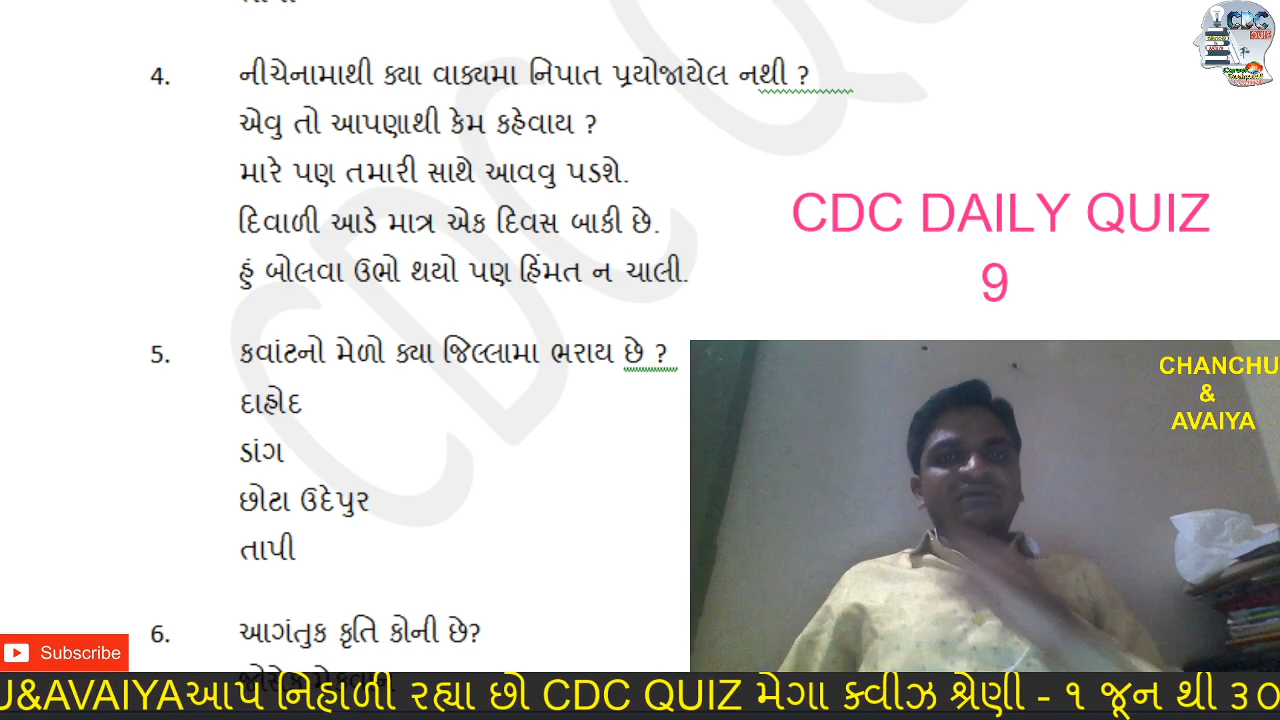 4. નીચેનામાથી ક્યા વાક્યમા નિપાત પ્રયોજાયેલ નથી ?
એવુ તો આપણાથી કેમ કહેવાય ?
મારે પણ તમારી સાથે આવવુ પડશે.
દિવાળી આડે માત્ર એક દિવસ બાકી છે.
હું બોલવા ઉભો થયો પણ હિંમત ન ચાલી.
5. કવાંટનો મેળો ક્યા જિલ્લામા ભરાય છે ?
દાહોદ
ડાંગ
છોટા ઉદેપુર
તાપી
6. આગંતુક કૃતિ કોની છે?
CDC DAILY QUIZ
9
CDC
CHANCHU
&
AVAIYA
Subscribe
U&AVAIYAઆપ નિહાળી રહ્યા છો CDC QUIZ મેગા ક્વીઝ શ્રેણી - ૧ જૂન થી ૩૦